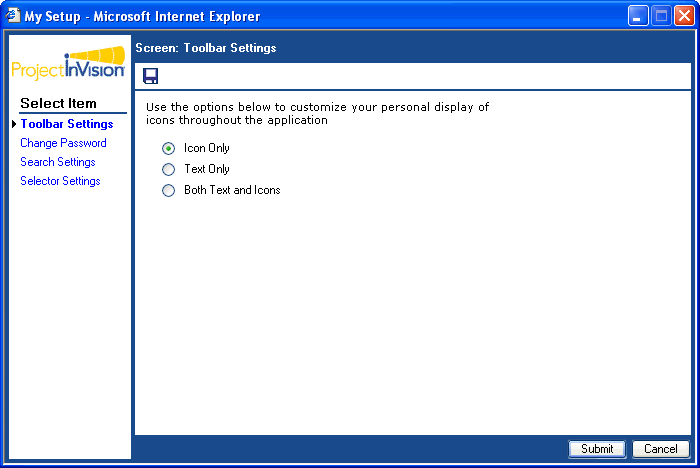 My Setup - Microsoft Internet Explorer
ProjectInVision
Select Item
Toolbar Settings
Change Password
Search Settings
Selector Settings
Screen: Toolbar Settings
Use the options below to customize your personal display of
icons throughout the application
Icon Only
Text Only
Both Text and Icons
Submit
Cancel